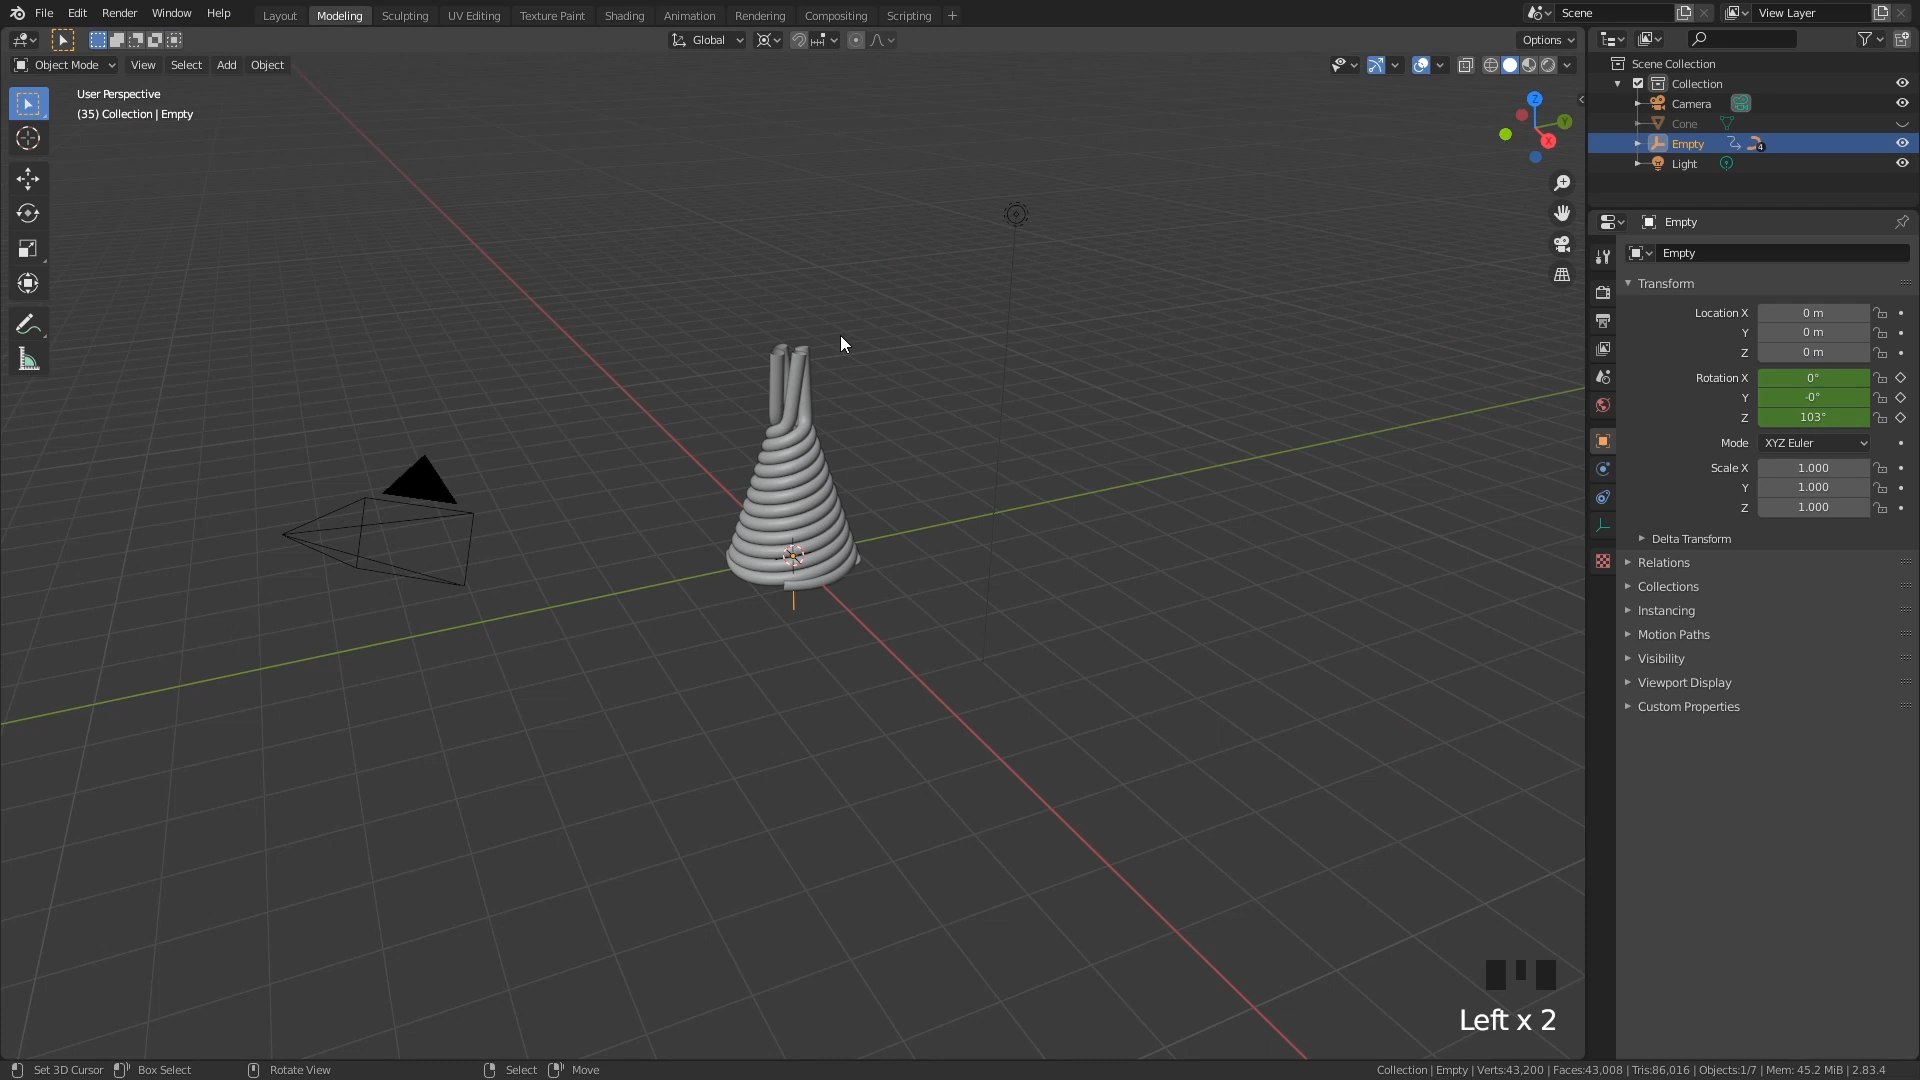 File Edit Render Window Help Layout Modeling Sculpting UV Editing Texture Paint Shading Animation Rendering Compositing Scripting + Scene View Layer
Global Options
Object Mode View Select Add Object
User Perspective
(35) Collection | Empty
Z
Y
X
Scene Collection
Collection
Camera
Cone
Empty 4
Light
Empty
Empty
Transform
Location X 0 m
Y 0 m
Z 0 m
Rotation X 0°
Y -0°
Z 103°
Mode XYZ Euler
Scale X 1.000
Y 1.000
Z 1.000
Delta Transform
Relations
Collections
Instancing
Motion Paths
Visibility
Viewport Display
Custom Properties
Left x 2
Set 3D Cursor Box Select Rotate View Select Move Collection | Empty | Verts:43,200 | Faces:43,008 | Tris:86,016 | Objects:1/7 | Mem: 45.2 MiB | 2.83.4